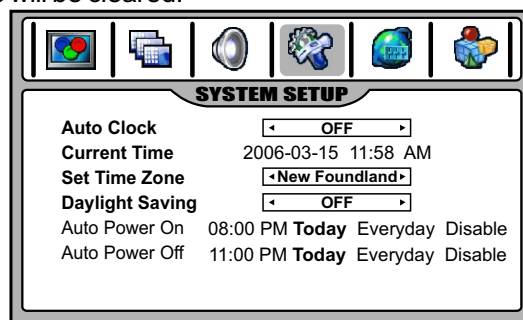 will be cleared.
SYSTEM SETUP
Auto Clock OFF
Current Time 2006-03-15 11:58 AM
Set Time Zone New Foundland
Daylight Saving OFF
Auto Power On 08:00 PM Today Everyday Disable
Auto Power Off 11:00 PM Today Everyday Disable